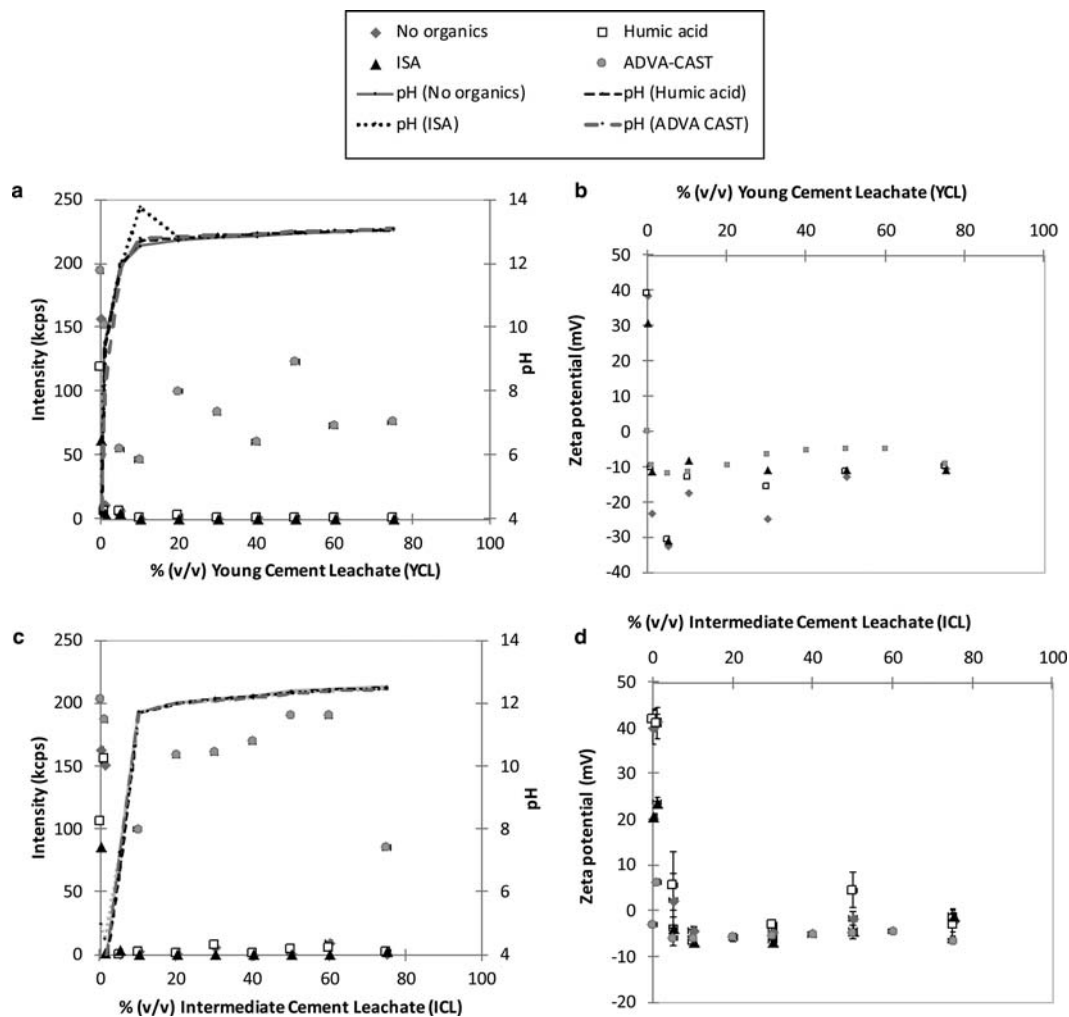 No organics
Humic acid
ISA
ADVA-CAST
pH (No organics)
pH (Humic acid)
pH (ISA)
pH (ADVA CAST)
a
250
200
150
100
50
0
Intensity (kcps)
14
12
10
8
6
4
pH
0 20 40 60 80 100
% (v/v) Young Cement Leachate (YCL)
b
% (v/v) Young Cement Leachate (YCL)
0 20 40 60 80 100
50
40
30
20
10
0
-10
-20
-30
-40
Zeta potential (mV)
c
250
200
150
100
50
0
Intensity (kcps)
14
12
10
8
6
4
pH
0 20 40 60 80 100
% (v/v) Intermediate Cement Leachate (ICL)
d
% (v/v) Intermediate Cement Leachate (ICL)
0 20 40 60 80 100
50
40
30
20
10
0
-10
-20
Zeta potential (mV)